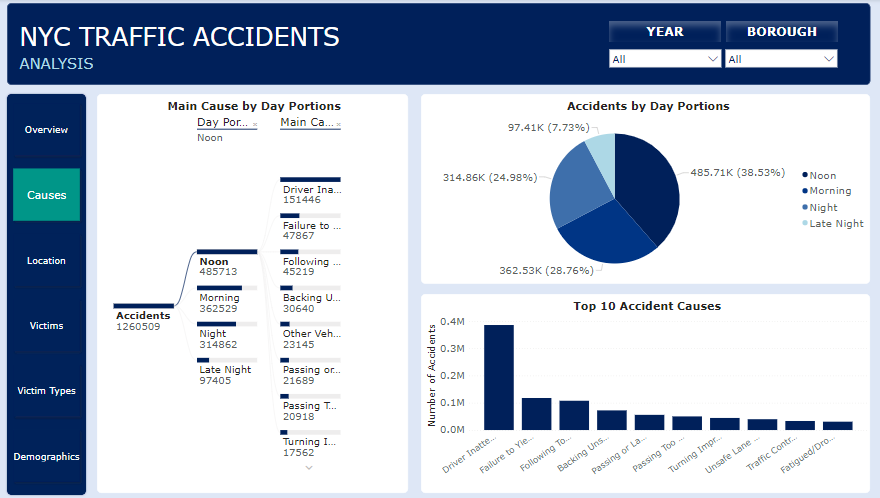 NYC TRAFFIC ACCIDENTS
ANALYSIS
YEAR
All
BOROUGH
All
Overview
Causes
Location
Victims
Victim Types
Demographics
Main Cause by Day Portions
Day Por...
Noon
Main Ca...
Accidents
1260509
Noon
485713
Morning
362529
Night
314862
Late Night
97405
Driver Ina...
151446
Failure to ...
47867
Following ...
45219
Backing U...
30640
Other Veh...
23145
Passing or...
21689
Passing T...
20918
Turning I...
17562
Accidents by Day Portions
97.41K (7.73%)
485.71K (38.53%)
314.86K (24.98%)
362.53K (28.76%)
Noon
Morning
Night
Late Night
Top 10 Accident Causes
Number of Accidents
0.4M
0.3M
0.2M
0.1M
0.0M
Driver Inatte...
Failure to Yie...
Following To...
Backing Uns...
Passing or La...
Passing Too ...
Turning Impr...
Unsafe Lane ...
Traffic Contr...
Fatigued/Dro...